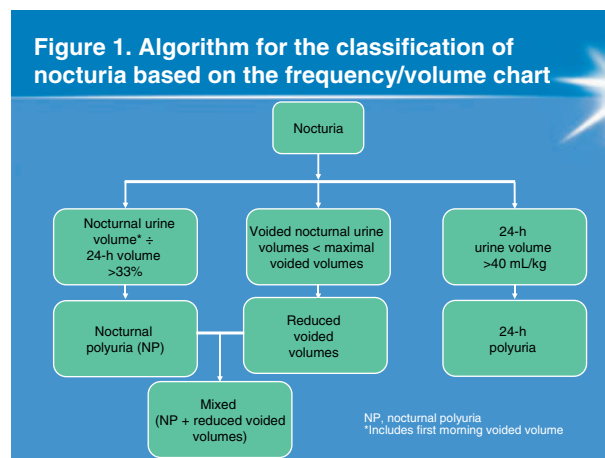 Figure 1. Algorithm for the classification of
nocturia based on the frequency/volume chart
Nocturia
Nocturnal urine
volume* ÷
24-h volume
>33%
Voided nocturnal urine
volumes < maximal
voided volumes
24-h
urine volume
>40 mL/kg
Nocturnal
polyuria (NP)
Reduced
voided
volumes
24-h
polyuria
Mixed
(NP + reduced voided
volumes)
NP, nocturnal polyuria
*Includes first morning voided volume